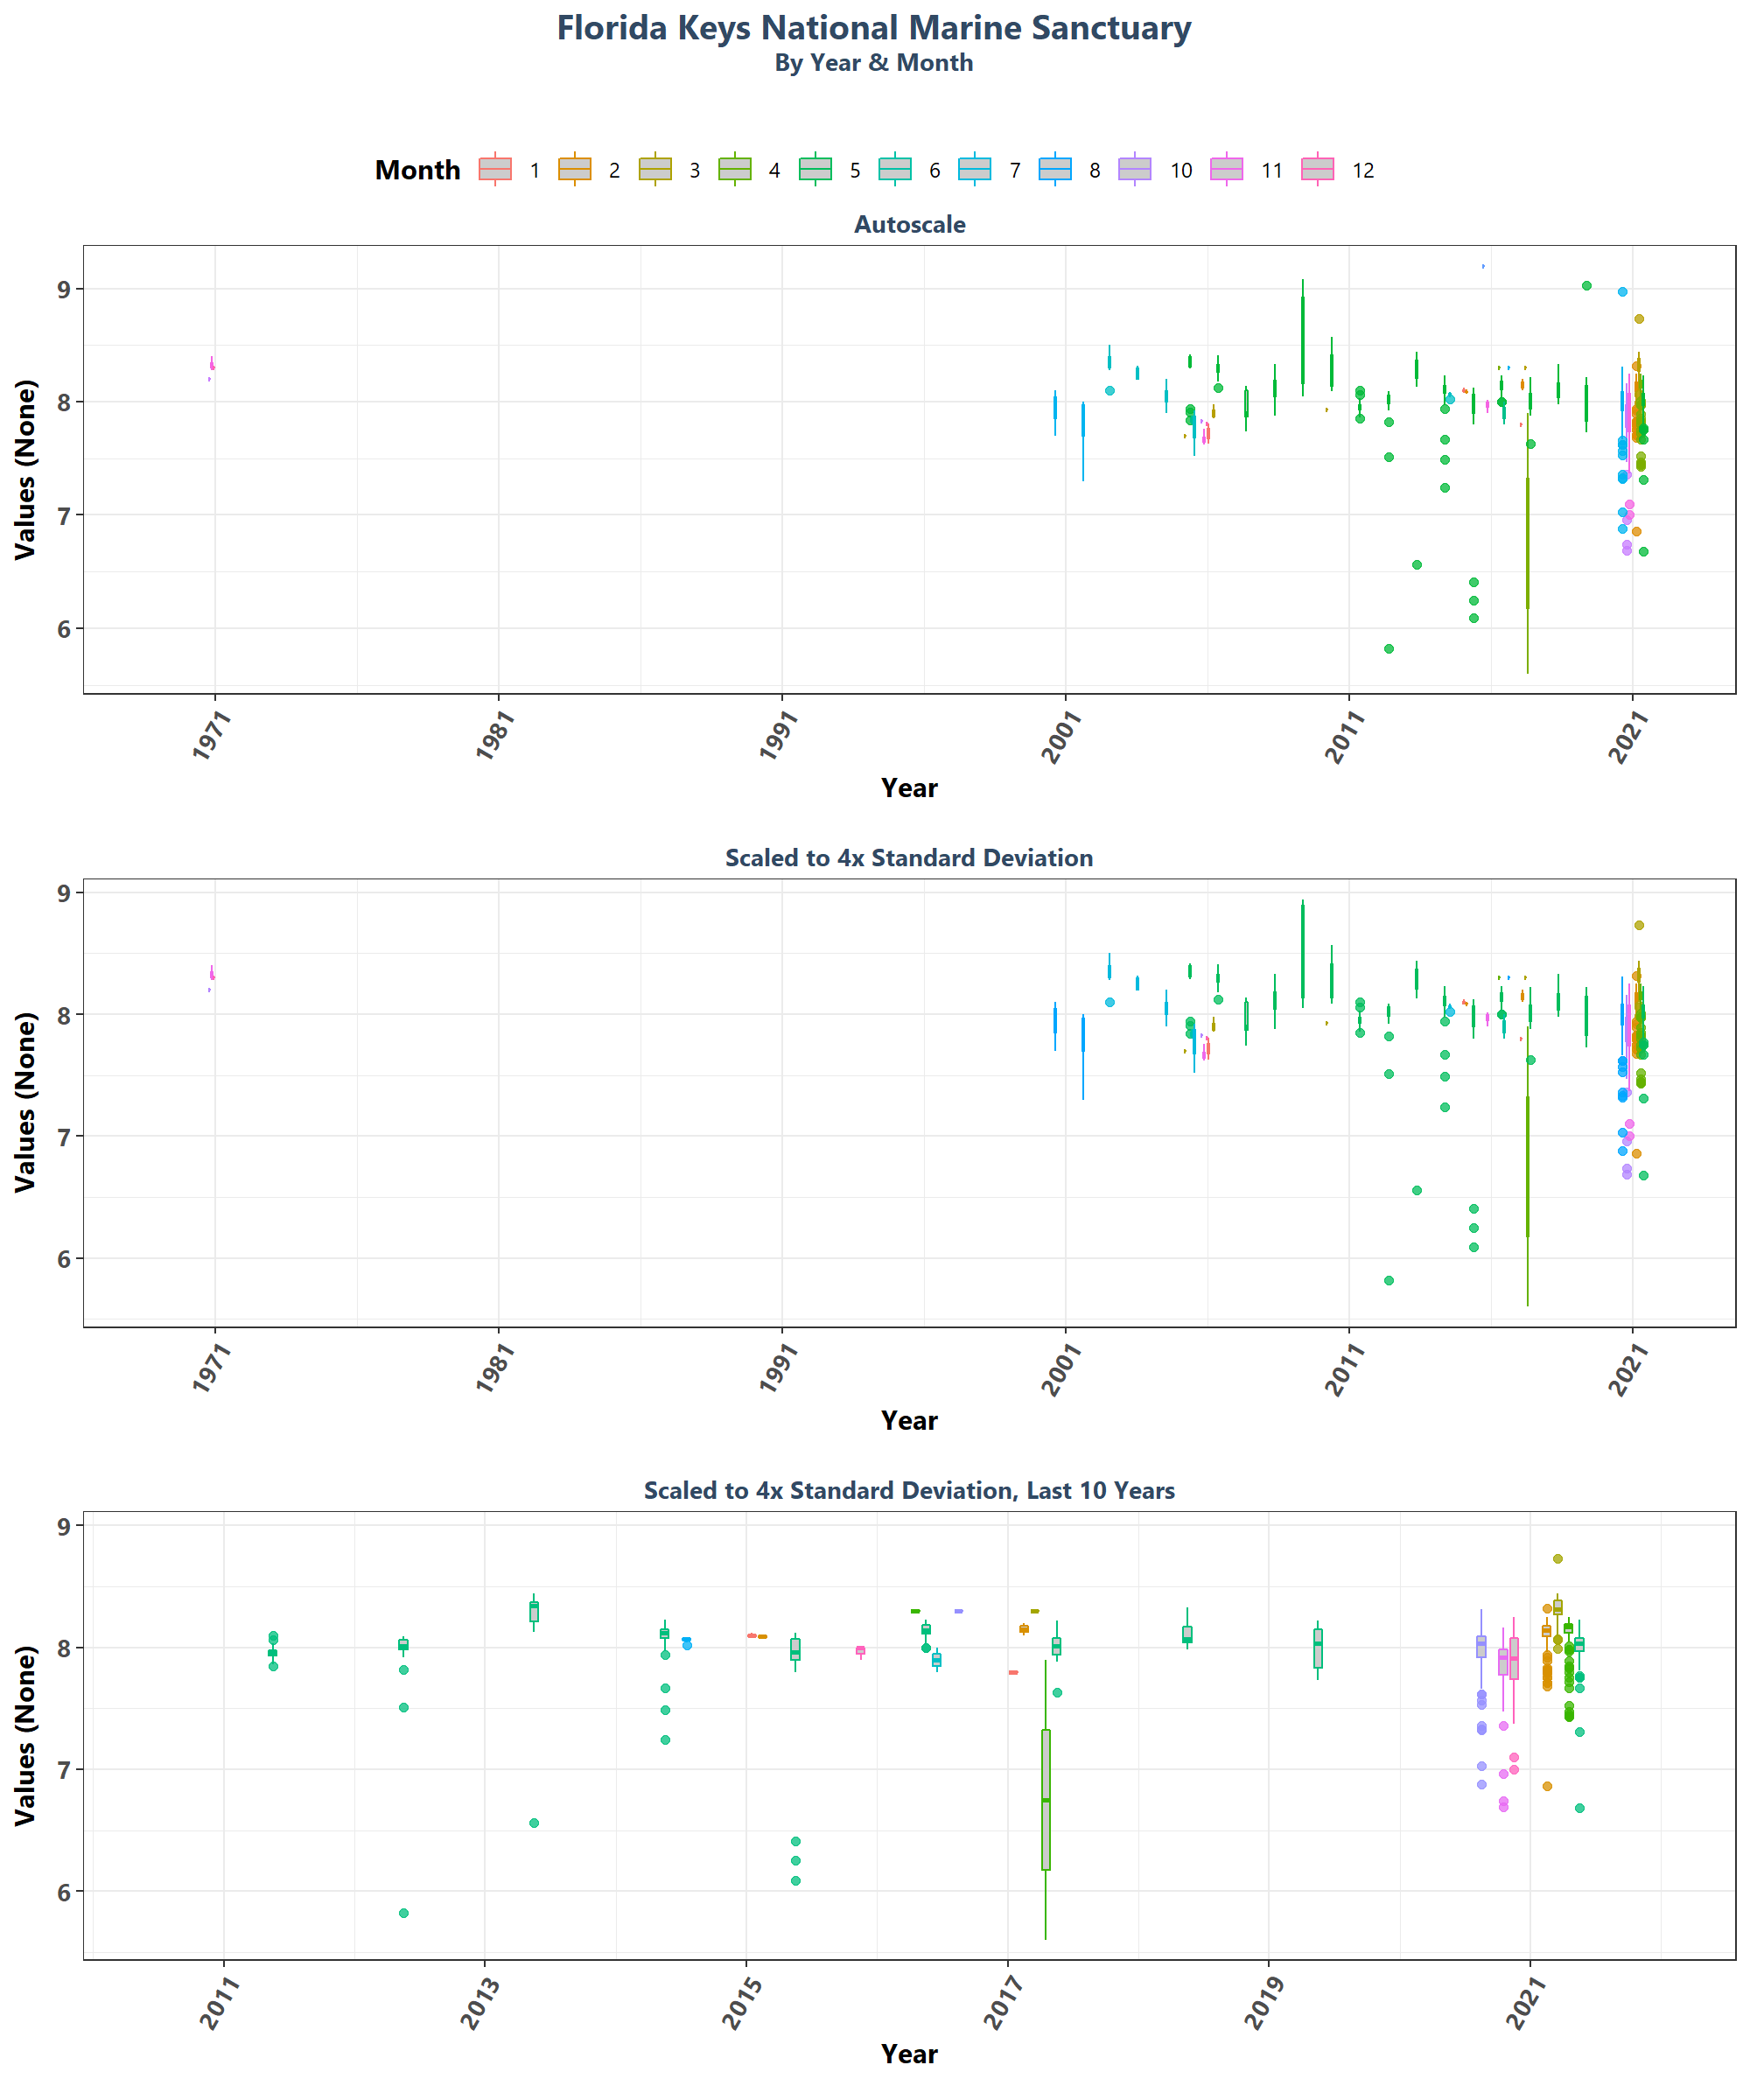 Florida Keys National Marine Sanctuary
By Year & Month
Month 1 2 3 4 5 6 7 8 10 11 12
Autoscale
Values (None)
9
8
7
6
1971 1981 1991 2001 2011 2021
Year
Scaled to 4x Standard Deviation
Values (None)
9
8
7
6
1971 1981 1991 2001 2011 2021
Year
Scaled to 4x Standard Deviation, Last 10 Years
Values (None)
9
8
7
6
2011 2013 2015 2017 2019 2021
Year